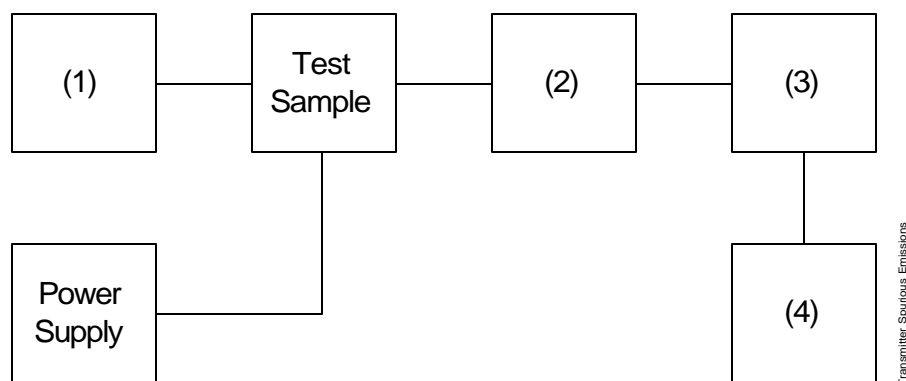 (1)
Test
Sample
(2)
(3)
Power
Supply
(4)
Transmitter Spurious Emissions